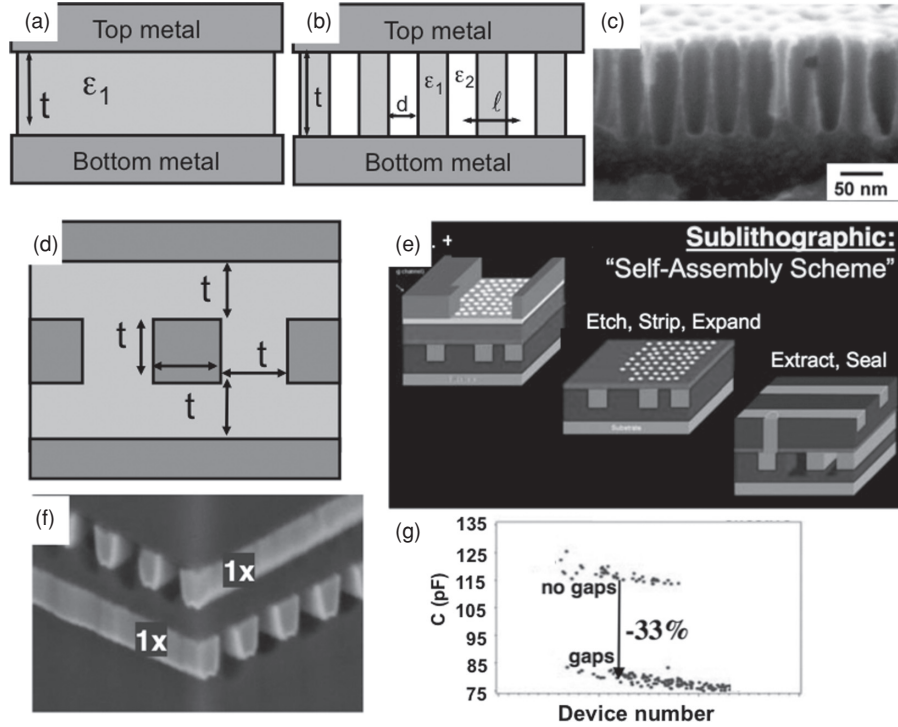 (a)
Top metal
t
ε₁
Bottom metal
(b)
Top metal
t
d
ε₁
ε₂
ℓ
Bottom metal
(c)
50 nm
(d)
t
t
t
t
(e)
. +
Sublithographic:
“Self-Assembly Scheme”
Etch, Strip, Expand
Extract, Seal
Substrate
(f)
1x
1x
(g)
C (pF)
135
125
115
105
95
85
75
no gaps
-33%
gaps
Device number